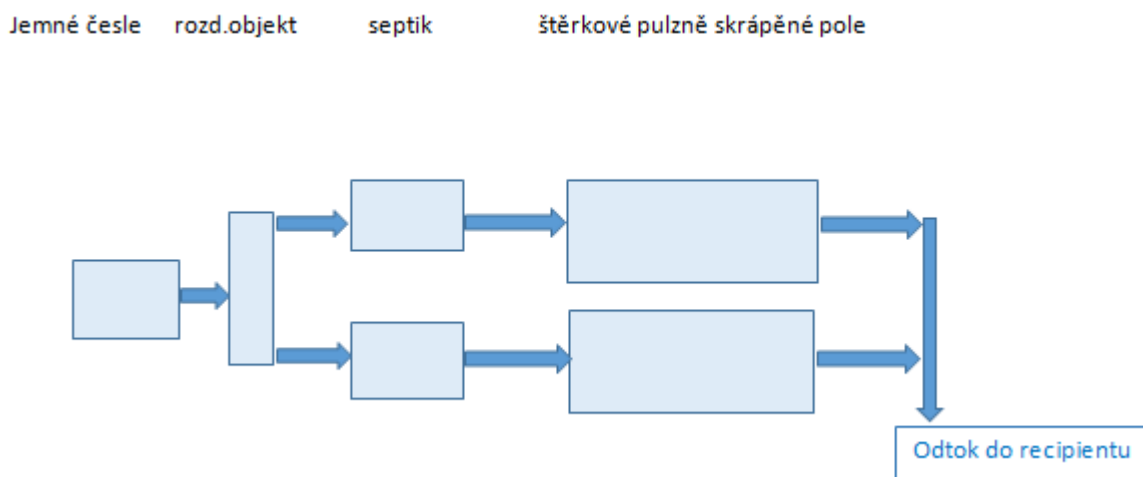 Jemné česle rozd.objekt septik štěrkové pulzně skrápěné pole
Odtok do recipientu